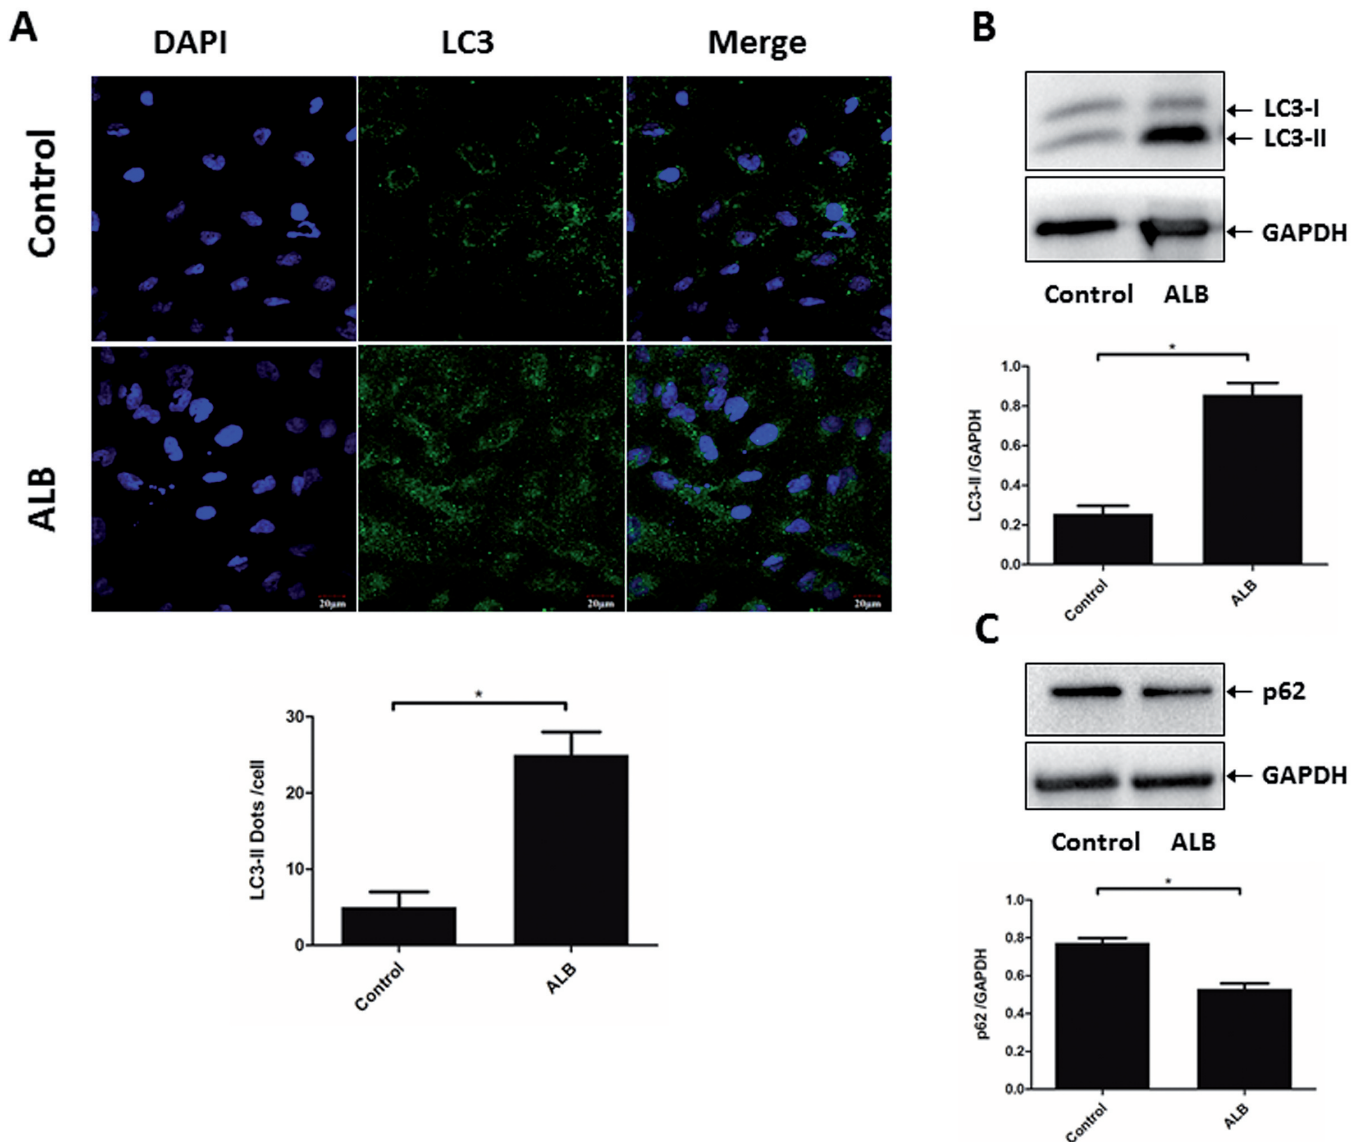 A
DAPI
LC3
Merge
Control
ALB
20μm
20μm
20μm
*
LC3-II Dots /cell
30
20
10
0
Control
ALB
B
LC3-I
LC3-II
GAPDH
Control
ALB
*
LC3-II /GAPDH
1.0
0.8
0.6
0.4
0.2
0.0
Control
ALB
C
p62
GAPDH
Control
ALB
*
p62 /GAPDH
1.0
0.8
0.6
0.4
0.2
0.0
Control
ALB